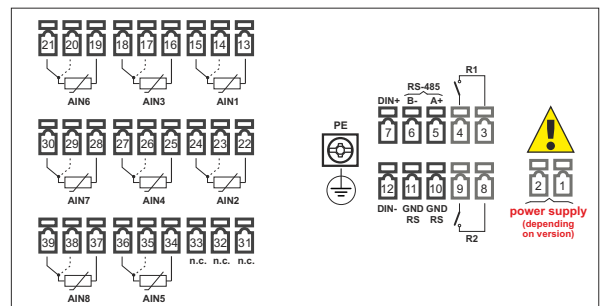 21 20 19 18 17 16 15 14 13
AIN6 AIN3 AIN1
30 29 28 27 26 25 24 23 22
AIN7 AIN4 AIN2
39 38 37 36 35 34 33 32 31
n.c. n.c. n.c.
AIN8 AIN5
PE
R1
RS-485
DIN+ B- A+
7 6 5 4 3
12 11 10 9 8
DIN- GND GND
RS RS
R2
2 1
power supply
(depending
on version)